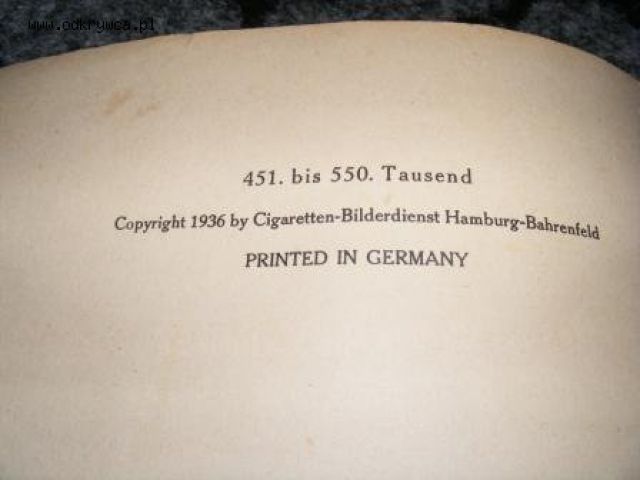 www.odkrywca.pl
451. bis 550. Tausend
Copyright 1936 by Cigaretten-Bilderdienst Hamburg-Bahrenfeld
PRINTED IN GERMANY